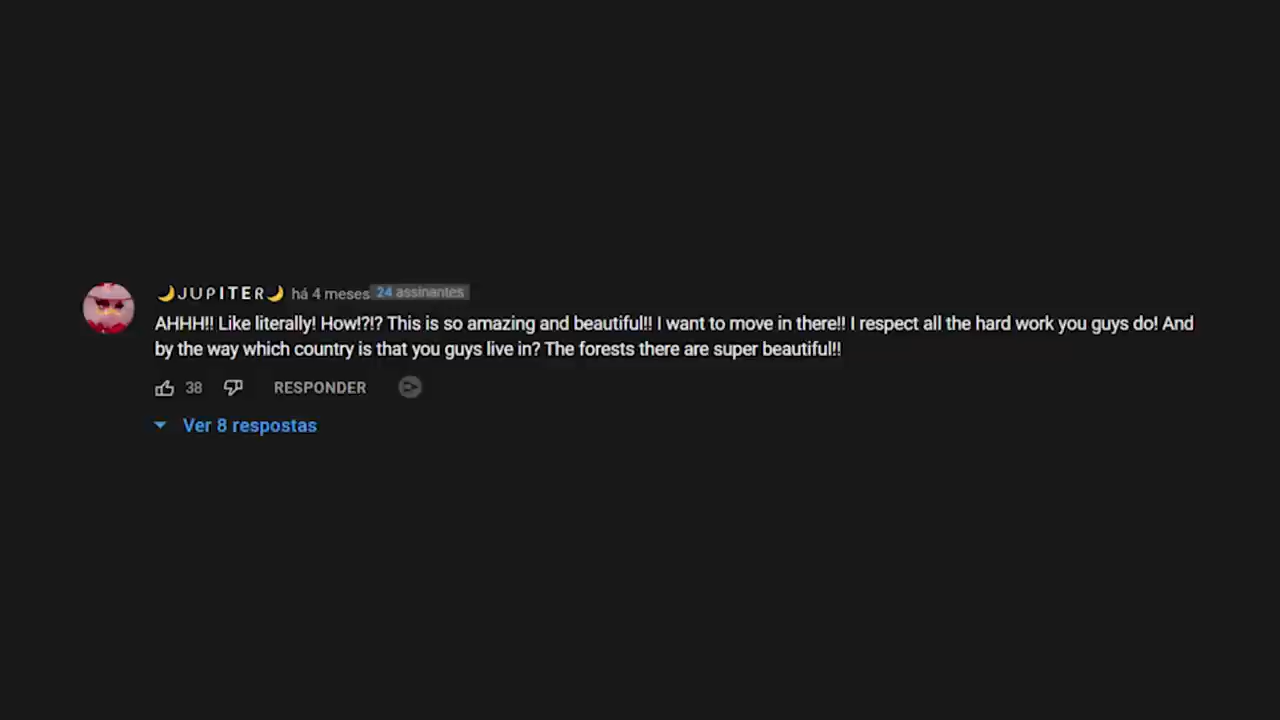 🌙JUPITER🌙 há 4 meses 24 assinantes
AHHH!! Like literally! How!?!? This is so amazing and beautiful!! I want to move in there!! I respect all the hard work you guys do! And
by the way which country is that you guys live in? The forests there are super beautiful!!
38 RESPONDER
Ver 8 respostas